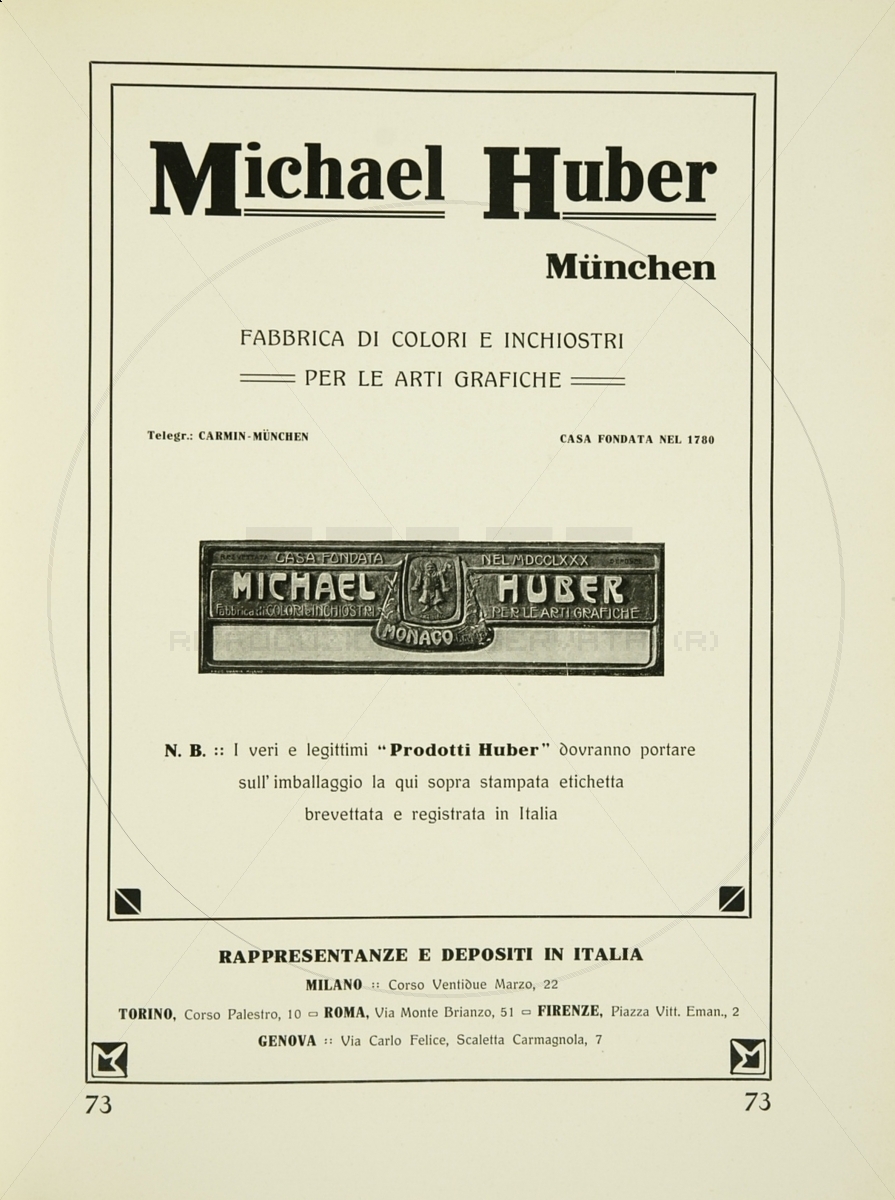 Michael Huber
München
FABBRICA DI COLORI E INCHIOSTRI
PER LE ARTI GRAFICHE
Telegr.: CARMIN-MÜNCHEN CASA FONDATA NEL 1780
CASA FONDATA NEL MDCCLXXX
MICHAEL HUBER
Fabbrica di COLORI E INCHIOSTRI PER LE ARTI GRAFICHE
MONACO
N. B. :: I veri e legittimi “Prodotti Huber” dovranno portare
sull' imballaggio la qui sopra stampata etichetta
brevettata e registrata in Italia
RAPPRESENTANZE E DEPOSITI IN ITALIA
MILANO :: Corso Ventidue Marzo, 22
TORINO, Corso Palestro, 10 ▭ ROMA, Via Monte Brianzo, 51 ▭ FIRENZE, Piazza Vitt. Eman., 2
GENOVA :: Via Carlo Felice, Scaletta Carmagnola, 7
73 73